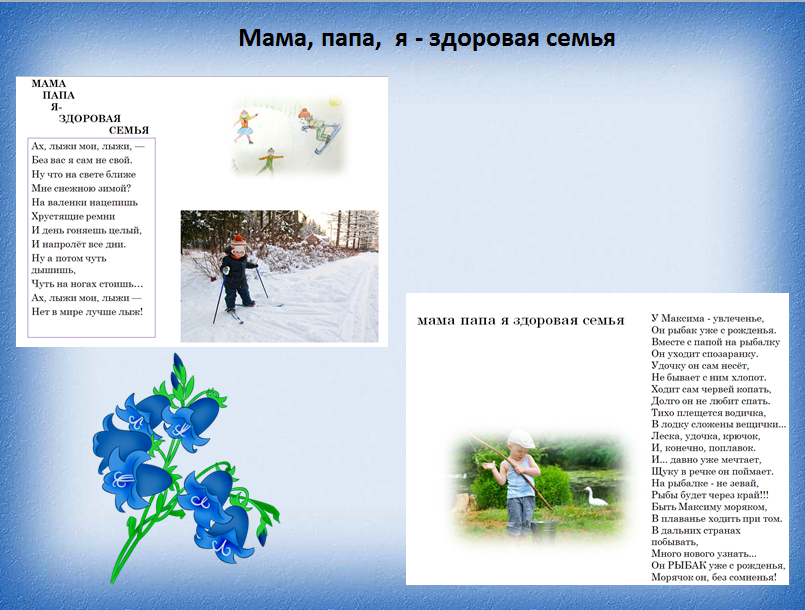 Мама, папа,  я - здоровая семья
МАМА
ПАПА
Я-
ЗДОРОВАЯ
СЕМЬЯ
Ах, лыжи мои, лыжи, —
Без вас я сам не свой.
Ну что на свете ближе
Мне снежною зимой?
На валенки нацепишь
Хрустящие ремни
И день гоняешь целый,
И напролёт все дни.
Ну а потом чуть
дышишь,
Чуть на ногах стоишь...
Ах, лыжи мои, лыжи —
Нет в мире лучше лыж!
мама папа я здоровая семья
У Максима - увлеченье,
Он рыбак уже с рожденья.
Вместе с папой на рыбалку
Он уходит спозаранку.
Удочку он сам несёт,
Не бывает с ним хлопот.
Ходит сам червей копать,
Долго он не любит спать.
Тихо плещется водичка,
В лодку сложены вещички...
Леска, удочка, крючок,
И, конечно, поплавок.
И... давно уже мечтает,
Щуку в речке он поймает.
На рыбалке - не зевай,
Рыбы будет через край!!!
Быть Максиму моряком,
В плаванье ходить при том.
В дальних странах
побывать,
Много нового узнать...
Он РЫБАК уже с рожденья,
Морячок он, без сомненья!